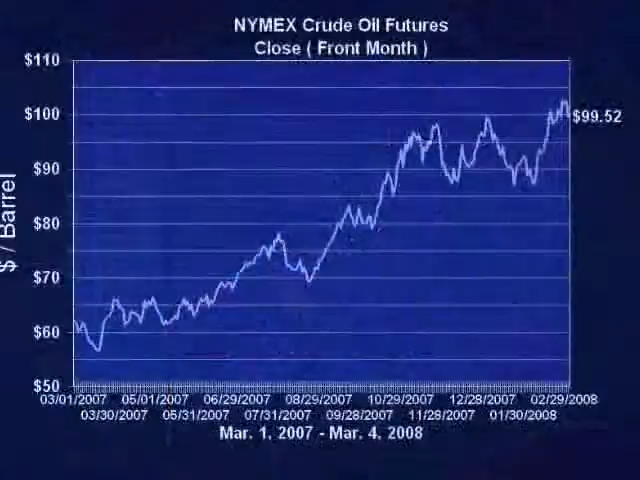 NYMEX Crude Oil Futures
Close ( Front Month )
$ / Barrel
$110
$100
$90
$80
$70
$60
$50
$99.52
03/01/2007 05/01/2007 06/29/2007 08/29/2007 10/29/2007 12/28/2007 02/29/2008
03/30/2007 05/31/2007 07/31/2007 09/28/2007 11/28/2007 01/30/2008
Mar. 1, 2007 - Mar. 4, 2008